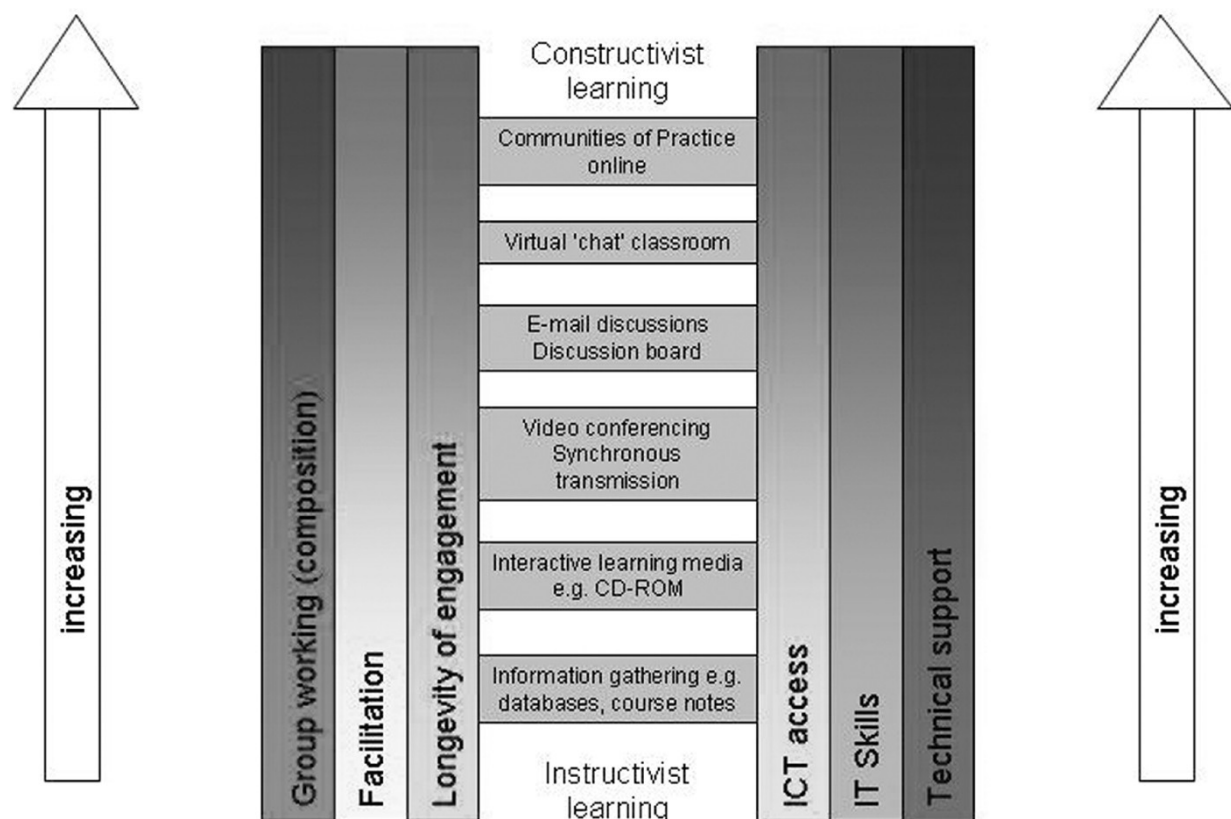 increasing
Group working (composition)
Facilitation
Longevity of engagement
Constructivist
learning
Communities of Practice
online
Virtual 'chat' classroom
E-mail discussions
Discussion board
Video conferencing
Synchronous
transmission
Interactive learning media
e.g. CD-ROM
Information gathering e.g.
databases, course notes
Instructivist
learning
ICT access
IT Skills
Technical support
increasing